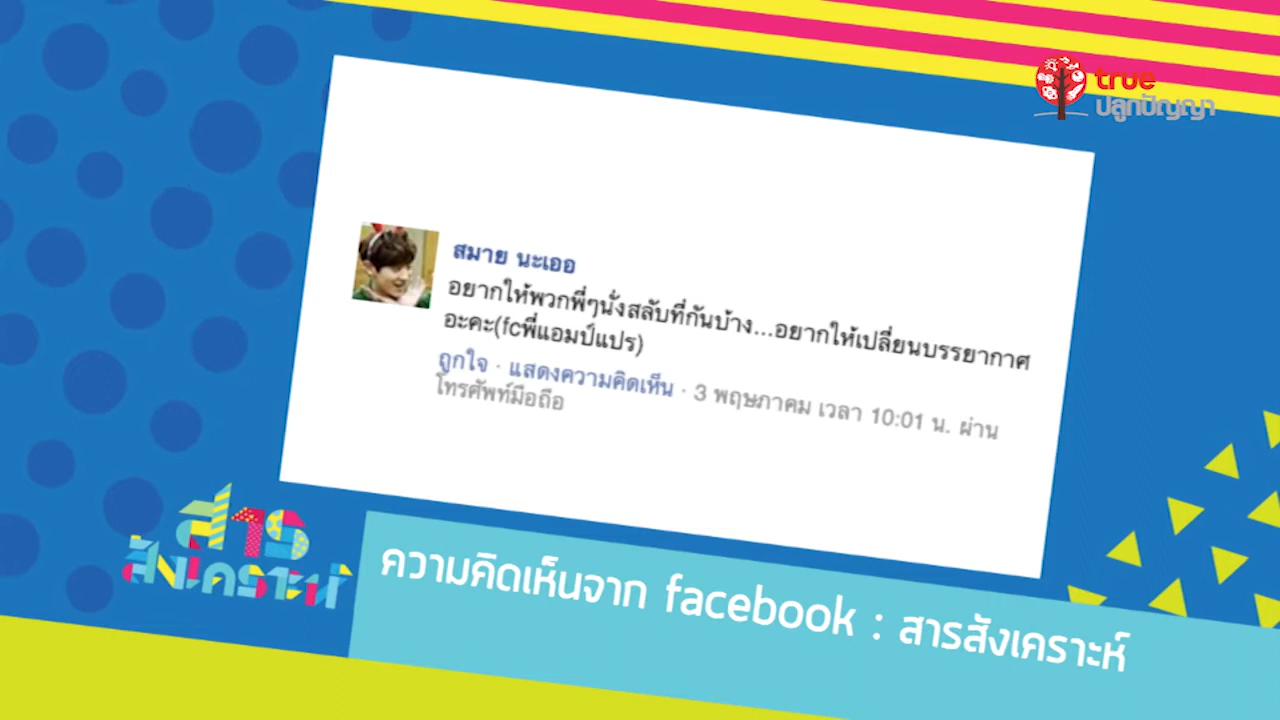 true
ปลูกปัญญา
สมาย นะเออ
อยากให้พวกพี่ๆนั่งสลับที่กันบ้าง...อยากให้เปลี่ยนบรรยากาศ
อะคะ(fcพี่แอมป์แปร)
ถูกใจ · แสดงความคิดเห็น · 3 พฤษภาคม เวลา 10:01 น. ผ่าน
โทรศัพท์มือถือ
สาร
สังเคราะห์
ความคิดเห็นจาก facebook : สารสังเคราะห์